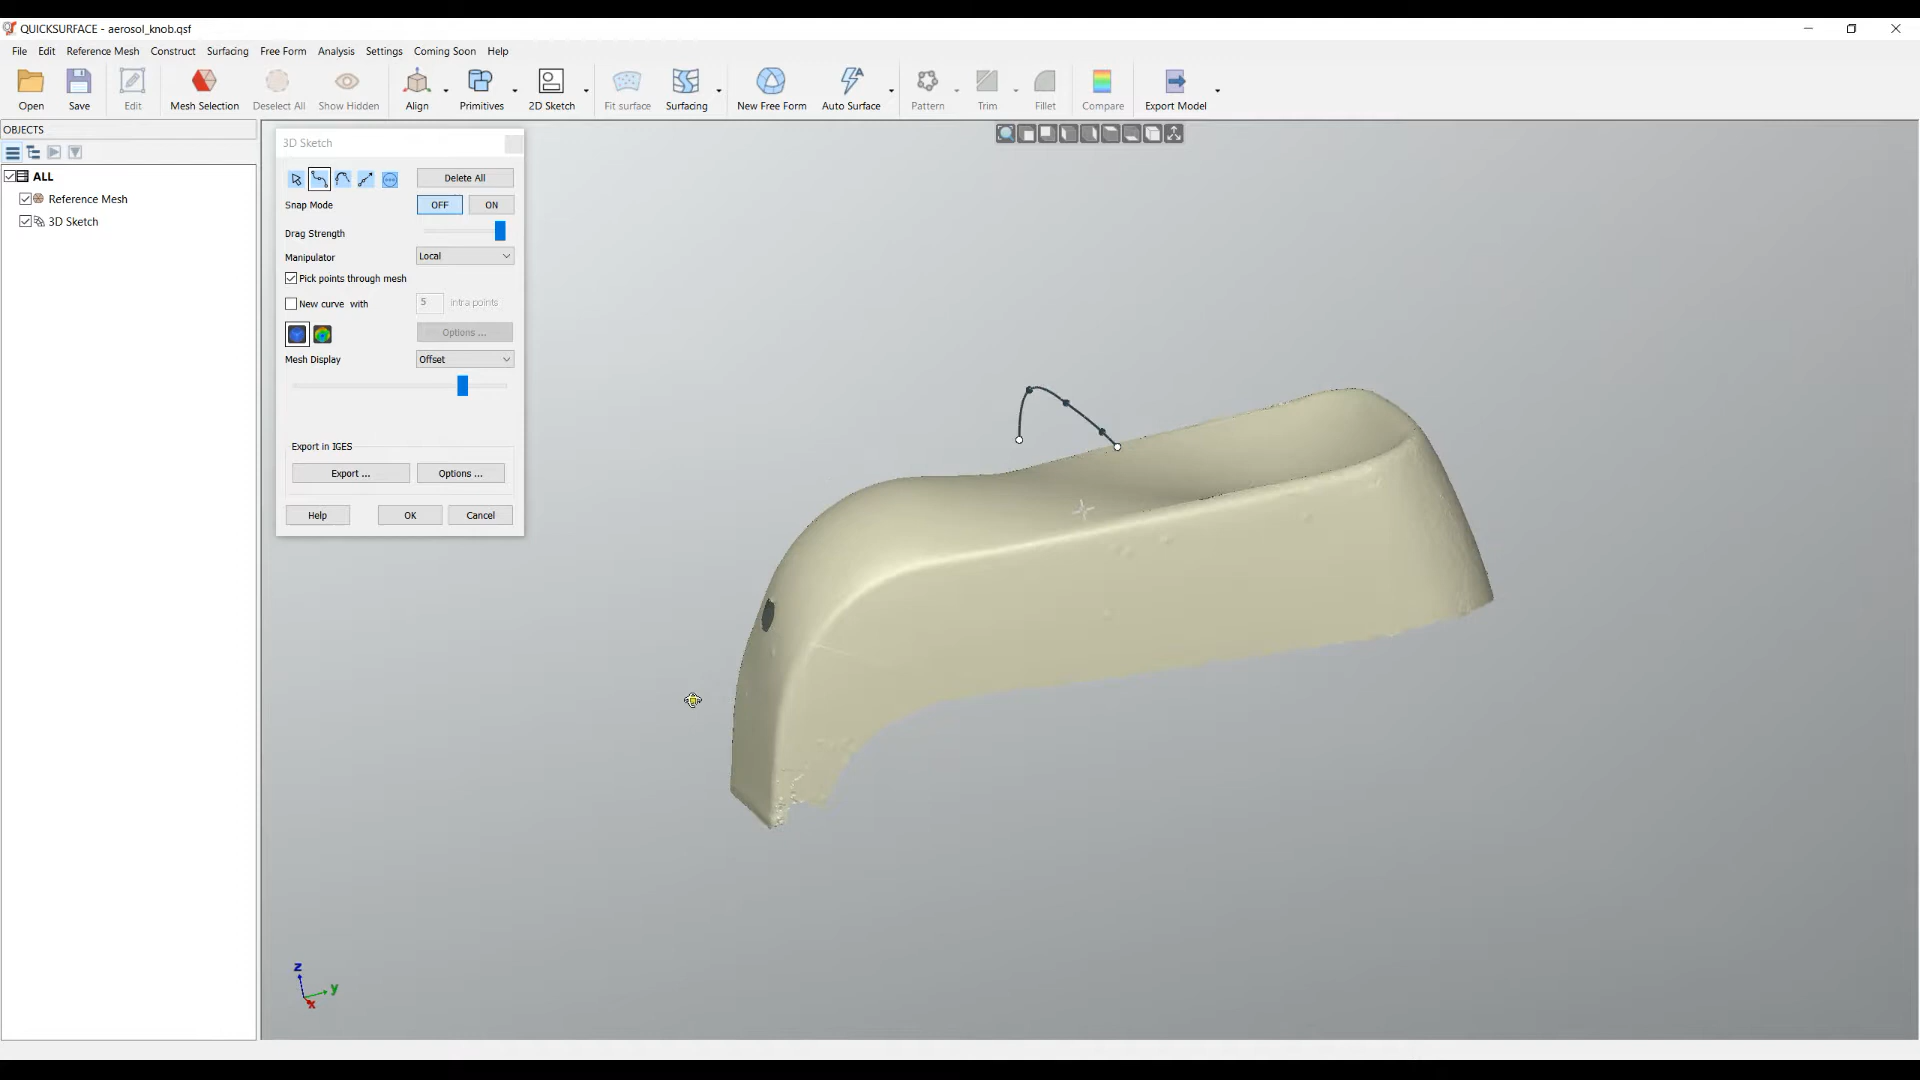 QUICKSURFACE - aerosol_knob.qsf
File Edit Reference Mesh Construct Surfacing Free Form Analysis Settings Coming Soon Help
Open Save Edit Mesh Selection Deselect All Show Hidden Align Primitives 2D Sketch Fit surface Surfacing New Free Form Auto Surface Pattern Trim Fillet Compare Export Model
OBJECTS
ALL
Reference Mesh
3D Sketch
3D Sketch
Delete All
Snap Mode OFF ON
Drag Strength
Manipulator Local
Pick points through mesh
New curve with 5 intra points
Options ...
Mesh Display Offset
Export in IGES
Export ... Options ...
Help OK Cancel
z
y
x